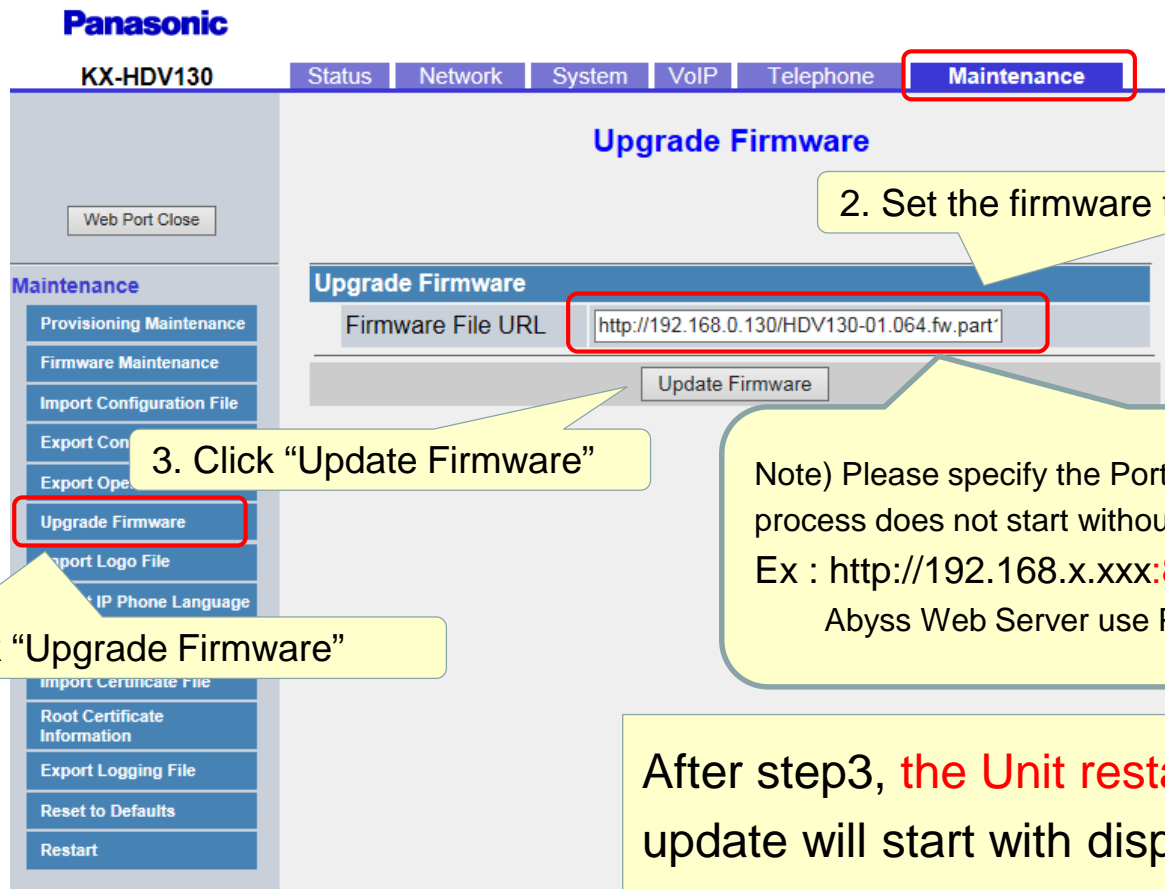 Panasonic
KX-HDV130
Status Network System VoIP Telephone Maintenance
Upgrade Firmware
Web Port Close
2. Set the firmware
Maintenance
Provisioning Maintenance
Firmware Maintenance
Import Configuration File
Export Con
Export Ope
Upgrade Firmware
port Logo File
IP Phone Language
Import Certificate File
Root Certificate
Information
Export Logging File
Reset to Defaults
Restart
Upgrade Firmware
Firmware File URL http://192.168.0.130/HDV130-01.064.fw.part
Update Firmware
3. Click “Update Firmware”
“Upgrade Firmware”
Note) Please specify the Port
process does not start withou
Ex : http://192.168.x.xxx:
Abyss Web Server use
After step3, the Unit resta
update will start with disp